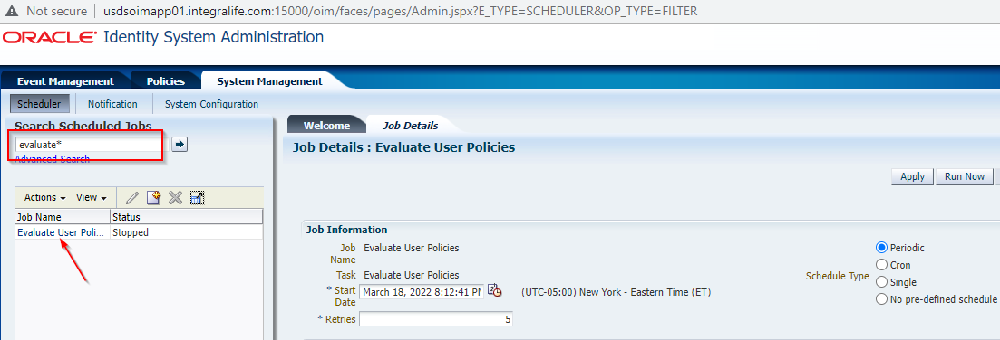 Not secure | usdsoimapp01.integralife.com:15000/oim/faces/pages/Admin.jspx?E_TYPE=SCHEDULER&OP_TYPE=FILTER
ORACLE® Identity System Administration
Event Management Policies System Management
Scheduler Notification System Configuration
Search Scheduled Jobs
evaluate*
Advanced Search
Actions View
Job Name Status
Evaluate User Poli... Stopped
Welcome Job Details
Job Details : Evaluate User Policies
Apply Run Now
Job Information
Job Name Evaluate User Policies
Task Evaluate User Policies
* Start Date March 18, 2022 8:12:41 PM (UTC-05:00) New York - Eastern Time (ET)
* Retries 5
Schedule Type
Periodic
Cron
Single
No pre-defined schedule